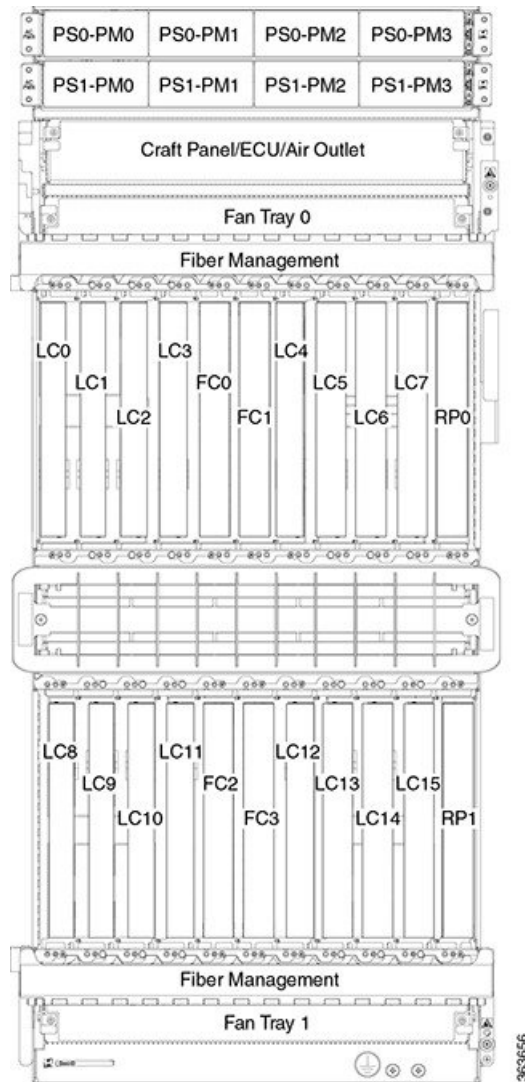 PS0-PM0 PS0-PM1 PS0-PM2 PS0-PM3
PS1-PM0 PS1-PM1 PS1-PM2 PS1-PM3
Craft Panel/ECU/Air Outlet
Fan Tray 0
Fiber Management
LC0 LC1 LC2 LC3 FC0 FC1 LC4 LC5 LC6 LC7 RP0
LC8 LC9 LC10 LC11 FC2 FC3 LC12 LC13 LC14 LC15 RP1
Fiber Management
Fan Tray 1
363656